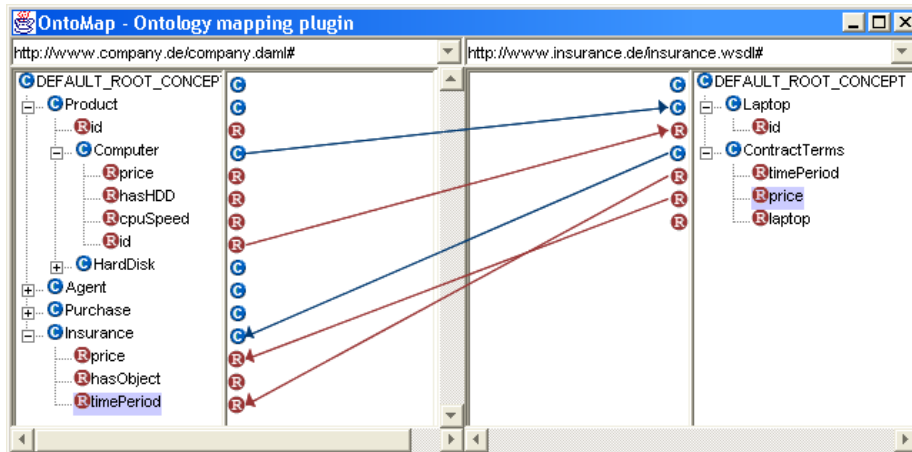 OntoMap - Ontology mapping plugin
http://www.company.de/company.daml#
http://www.insurance.de/insurance.wsdl#
C DEFAULT_ROOT_CONCEP
C Product
R id
C Computer
R price
R hasHDD
R cpuSpeed
R id
C HardDisk
C Agent
C Purchase
C Insurance
R price
R hasObject
R timePeriod
C
C
R
C
R
R
R
R
C
C
C
C
R
R
R
C
C
R
C
R
R
R
C DEFAULT_ROOT_CONCEPT
C Laptop
R id
C ContractTerms
R timePeriod
R price
R laptop